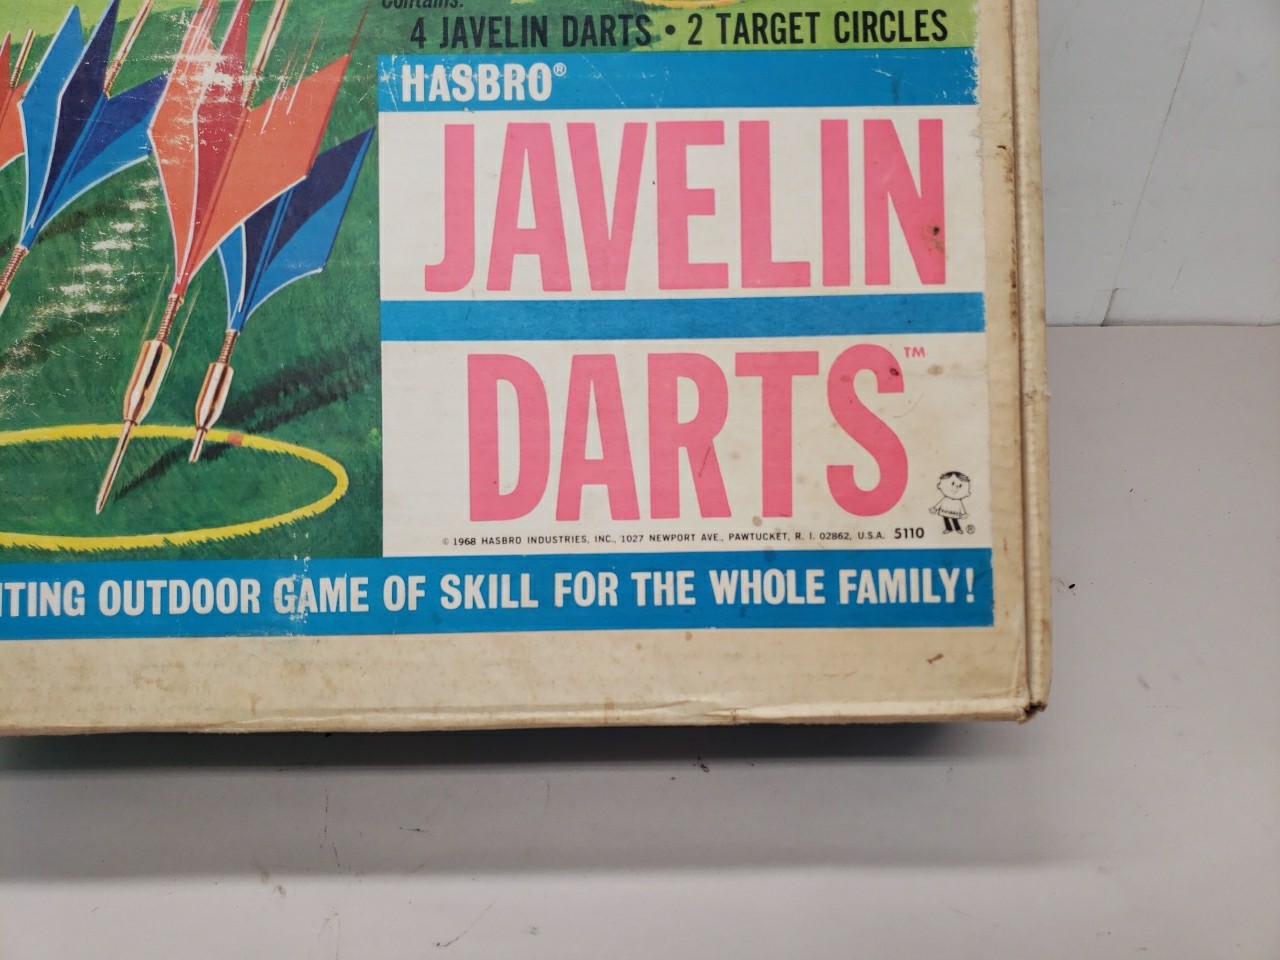 Contains:
4 JAVELIN DARTS • 2 TARGET CIRCLES
HASBRO®
JAVELIN
DARTS™
© 1968 HASBRO INDUSTRIES, INC., 1027 NEWPORT AVE., PAWTUCKET, R. I. 02862, U.S.A. 5110
®
OUTDOOR GAME OF SKILL FOR THE WHOLE FAMILY!